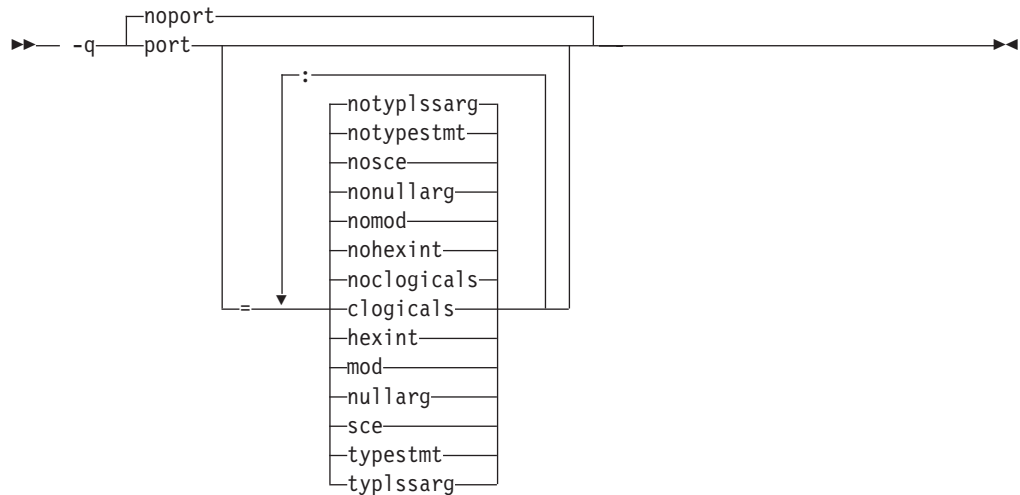 noport
-q port
:
notyplssarg
notypestmt
nosce
nonullarg
nomod
nohexint
noclogicals
= clogicals
hexint
mod
nullarg
sce
typestmt
typlssarg